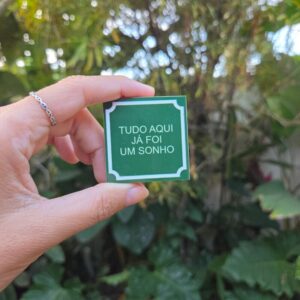 TUDO AQUI
JÁ FOI
UM SONHO